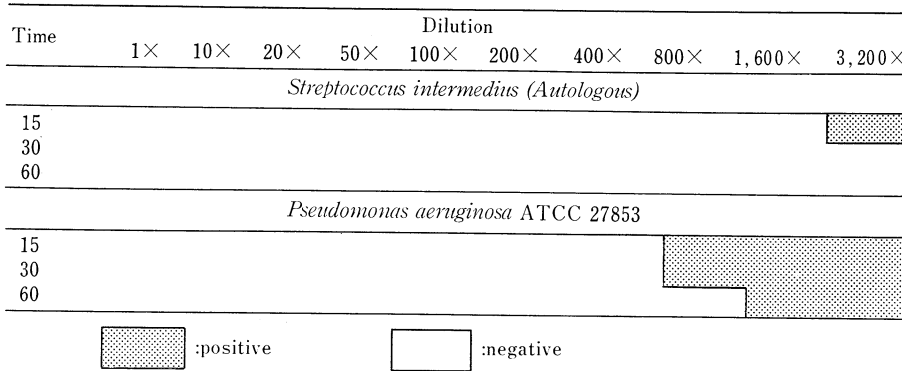 Time
Dilution
1× 10× 20× 50× 100× 200× 400× 800× 1,600× 3,200×
Streptococcus intermedius (Autologous)
15
30
60
Pseudomonas aeruginosa ATCC 27853
15
30
60
:positive :negative